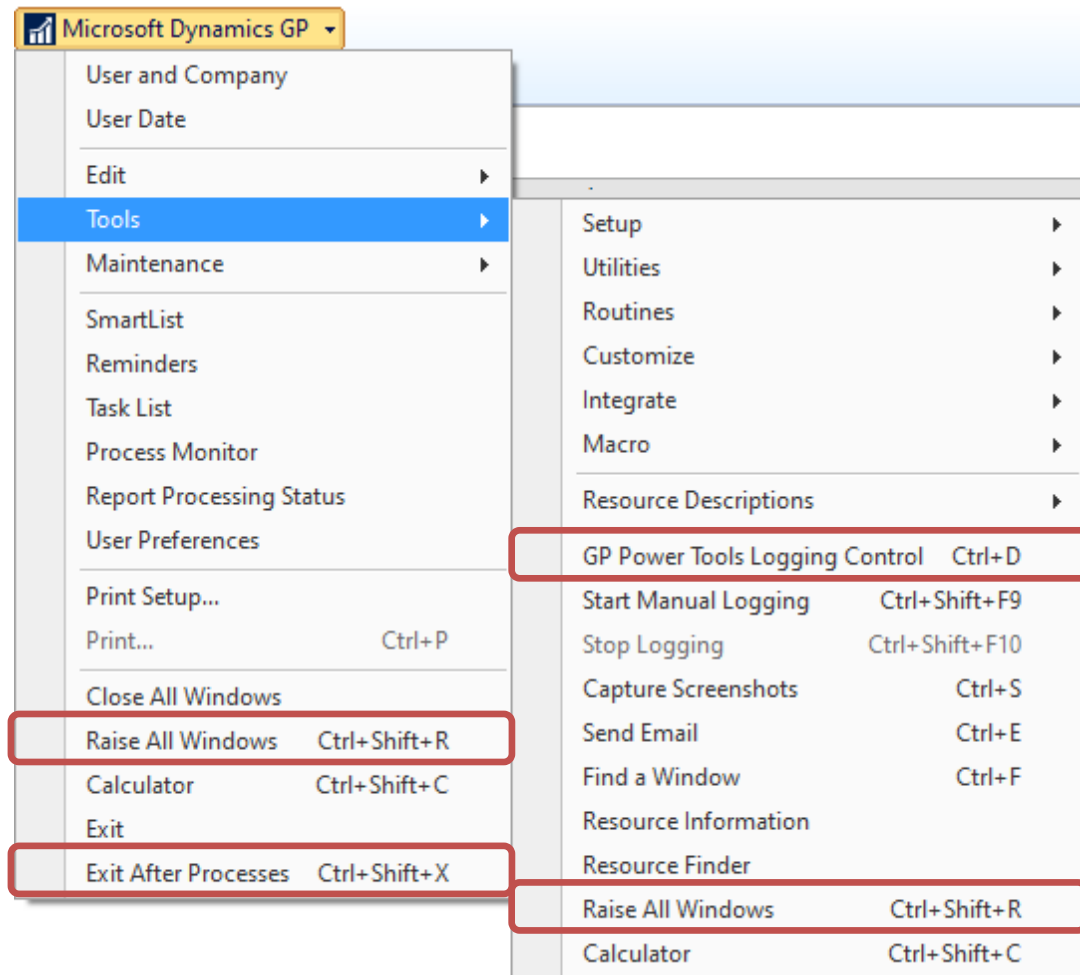 Microsoft Dynamics GP
User and Company
User Date
Edit
Tools
Maintenance
SmartList
Reminders
Task List
Process Monitor
Report Processing Status
User Preferences
Print Setup...
Print... Ctrl+P
Close All Windows
Raise All Windows Ctrl+Shift+R
Calculator Ctrl+Shift+C
Exit
Exit After Processes Ctrl+Shift+X
Setup
Utilities
Routines
Customize
Integrate
Macro
Resource Descriptions
GP Power Tools Logging Control Ctrl+D
Start Manual Logging Ctrl+Shift+F9
Stop Logging Ctrl+Shift+F10
Capture Screenshots Ctrl+S
Send Email Ctrl+E
Find a Window Ctrl+F
Resource Information
Resource Finder
Raise All Windows Ctrl+Shift+R
Calculator Ctrl+Shift+C